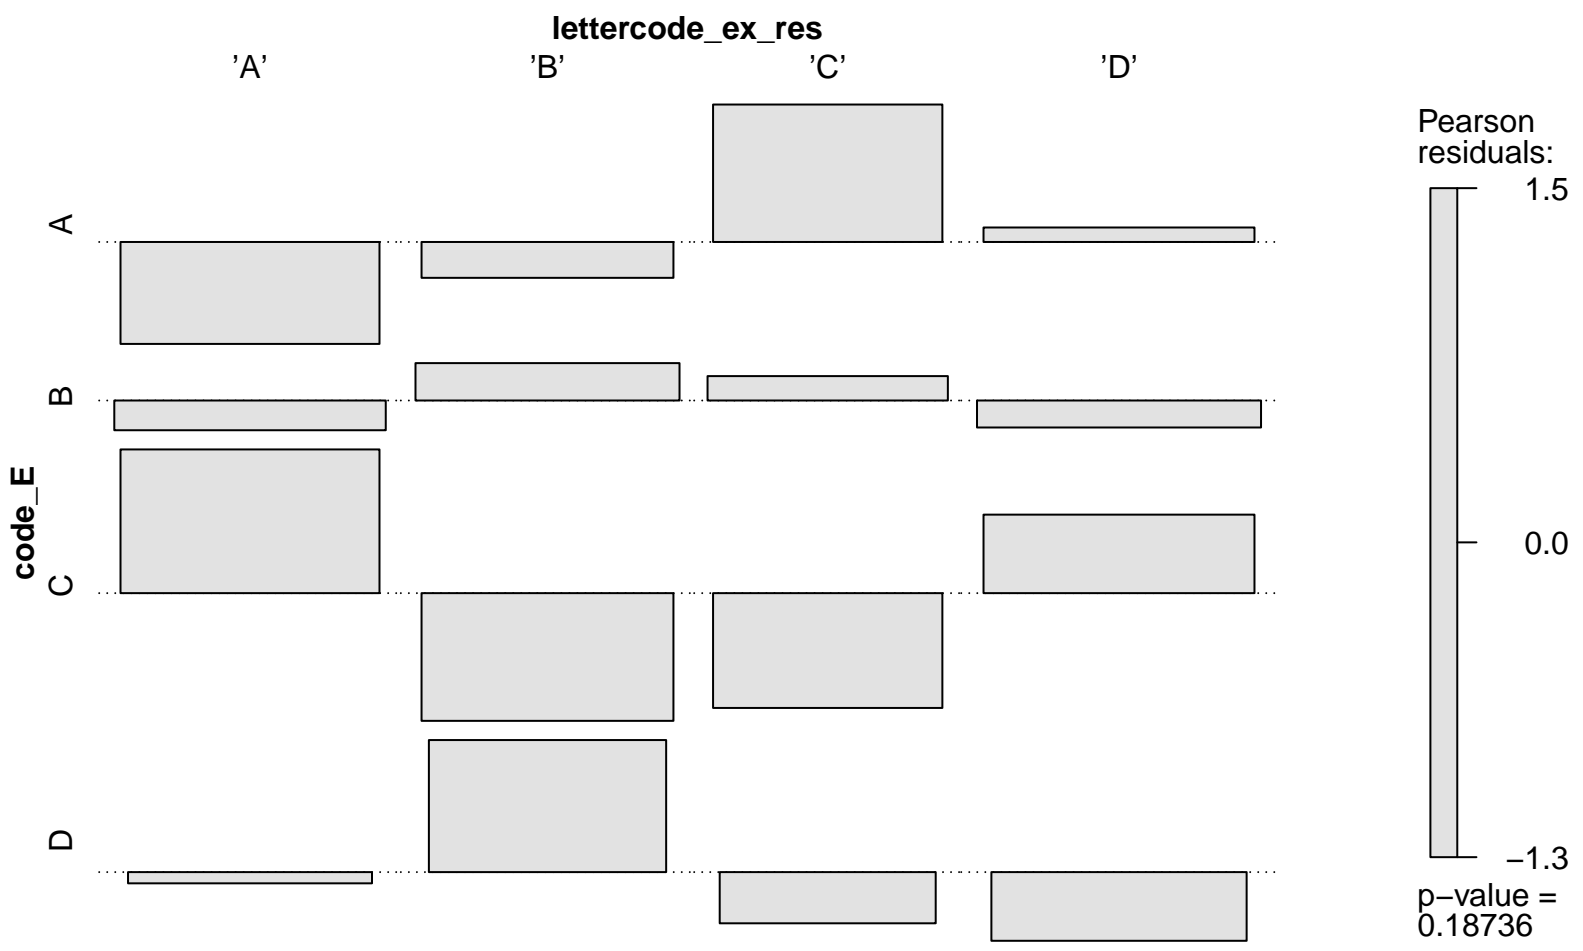 lettercode_ex_res
’A’ ’B’ ’C’ ’D’
code_E
A
B
C
D
Pearson
residuals:
1.5
0.0
−1.3
p−value =
0.18736